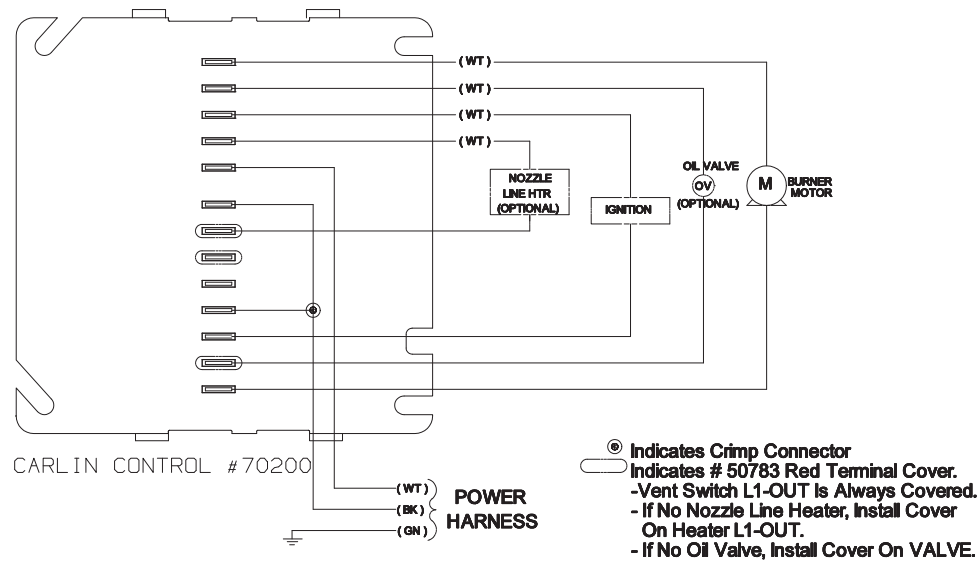 ( WT )
( WT )
( WT )
( WT )
NOZZLE
LINE HTR
(OPTIONAL)
IGNITION
OIL VALVE
OV
(OPTIONAL)
M
BURNER
MOTOR
CARLIN CONTROL #70200
( WT )
( BK )
( GN )
POWER
HARNESS
Indicates Crimp Connector
Indicates # 50783 Red Terminal Cover.
-Vent Switch L1-OUT Is Always Covered.
- If No Nozzle Line Heater, Install Cover
On Heater L1-OUT.
- If No Oil Valve, Install Cover On VALVE.